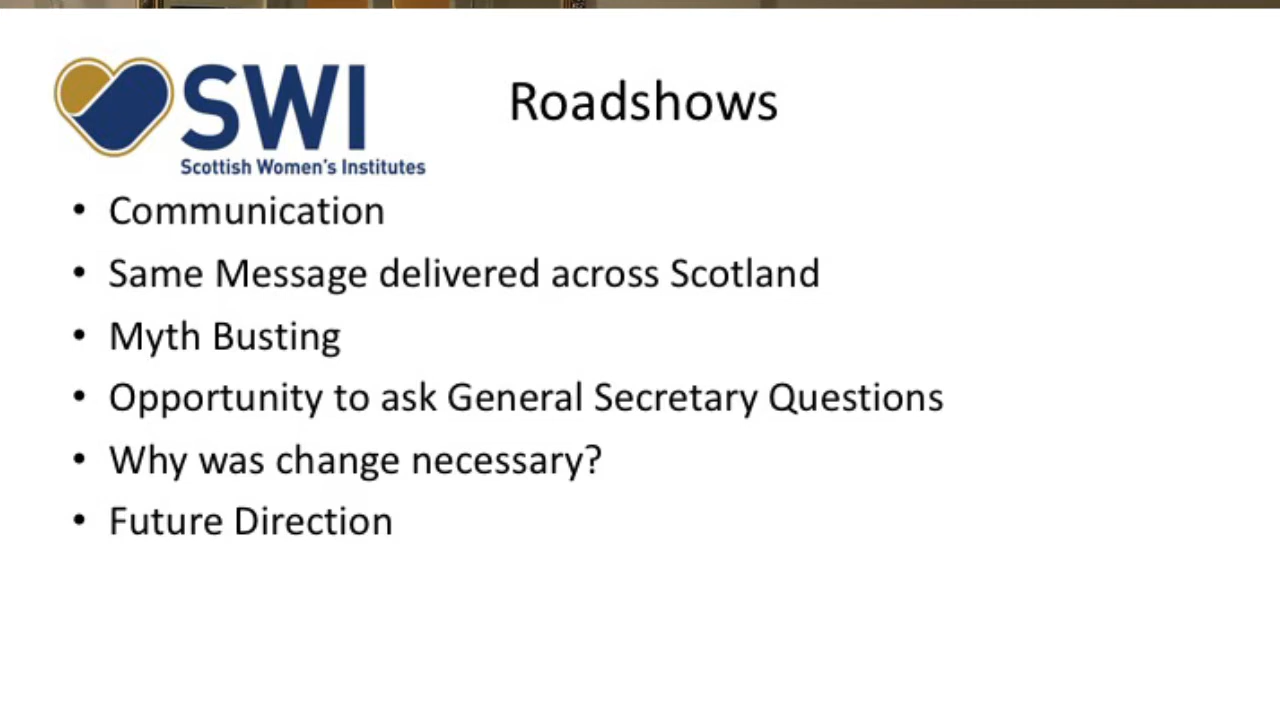 SWI
Scottish Women's Institutes
Roadshows
• Communication
• Same Message delivered across Scotland
• Myth Busting
• Opportunity to ask General Secretary Questions
• Why was change necessary?
• Future Direction